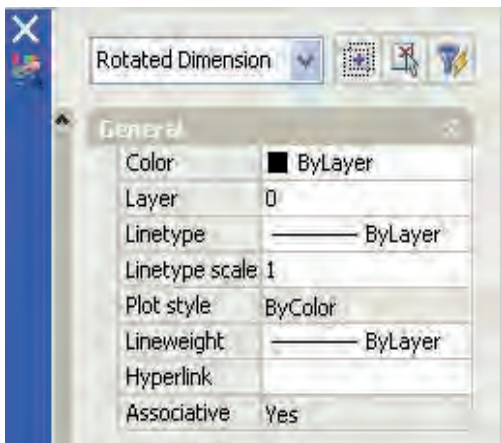 Rotated Dimension
General
Color ByLayer
Layer 0
Linetype ByLayer
Linetype scale 1
Plot style ByColor
Lineweight ByLayer
Hyperlink
Associative Yes